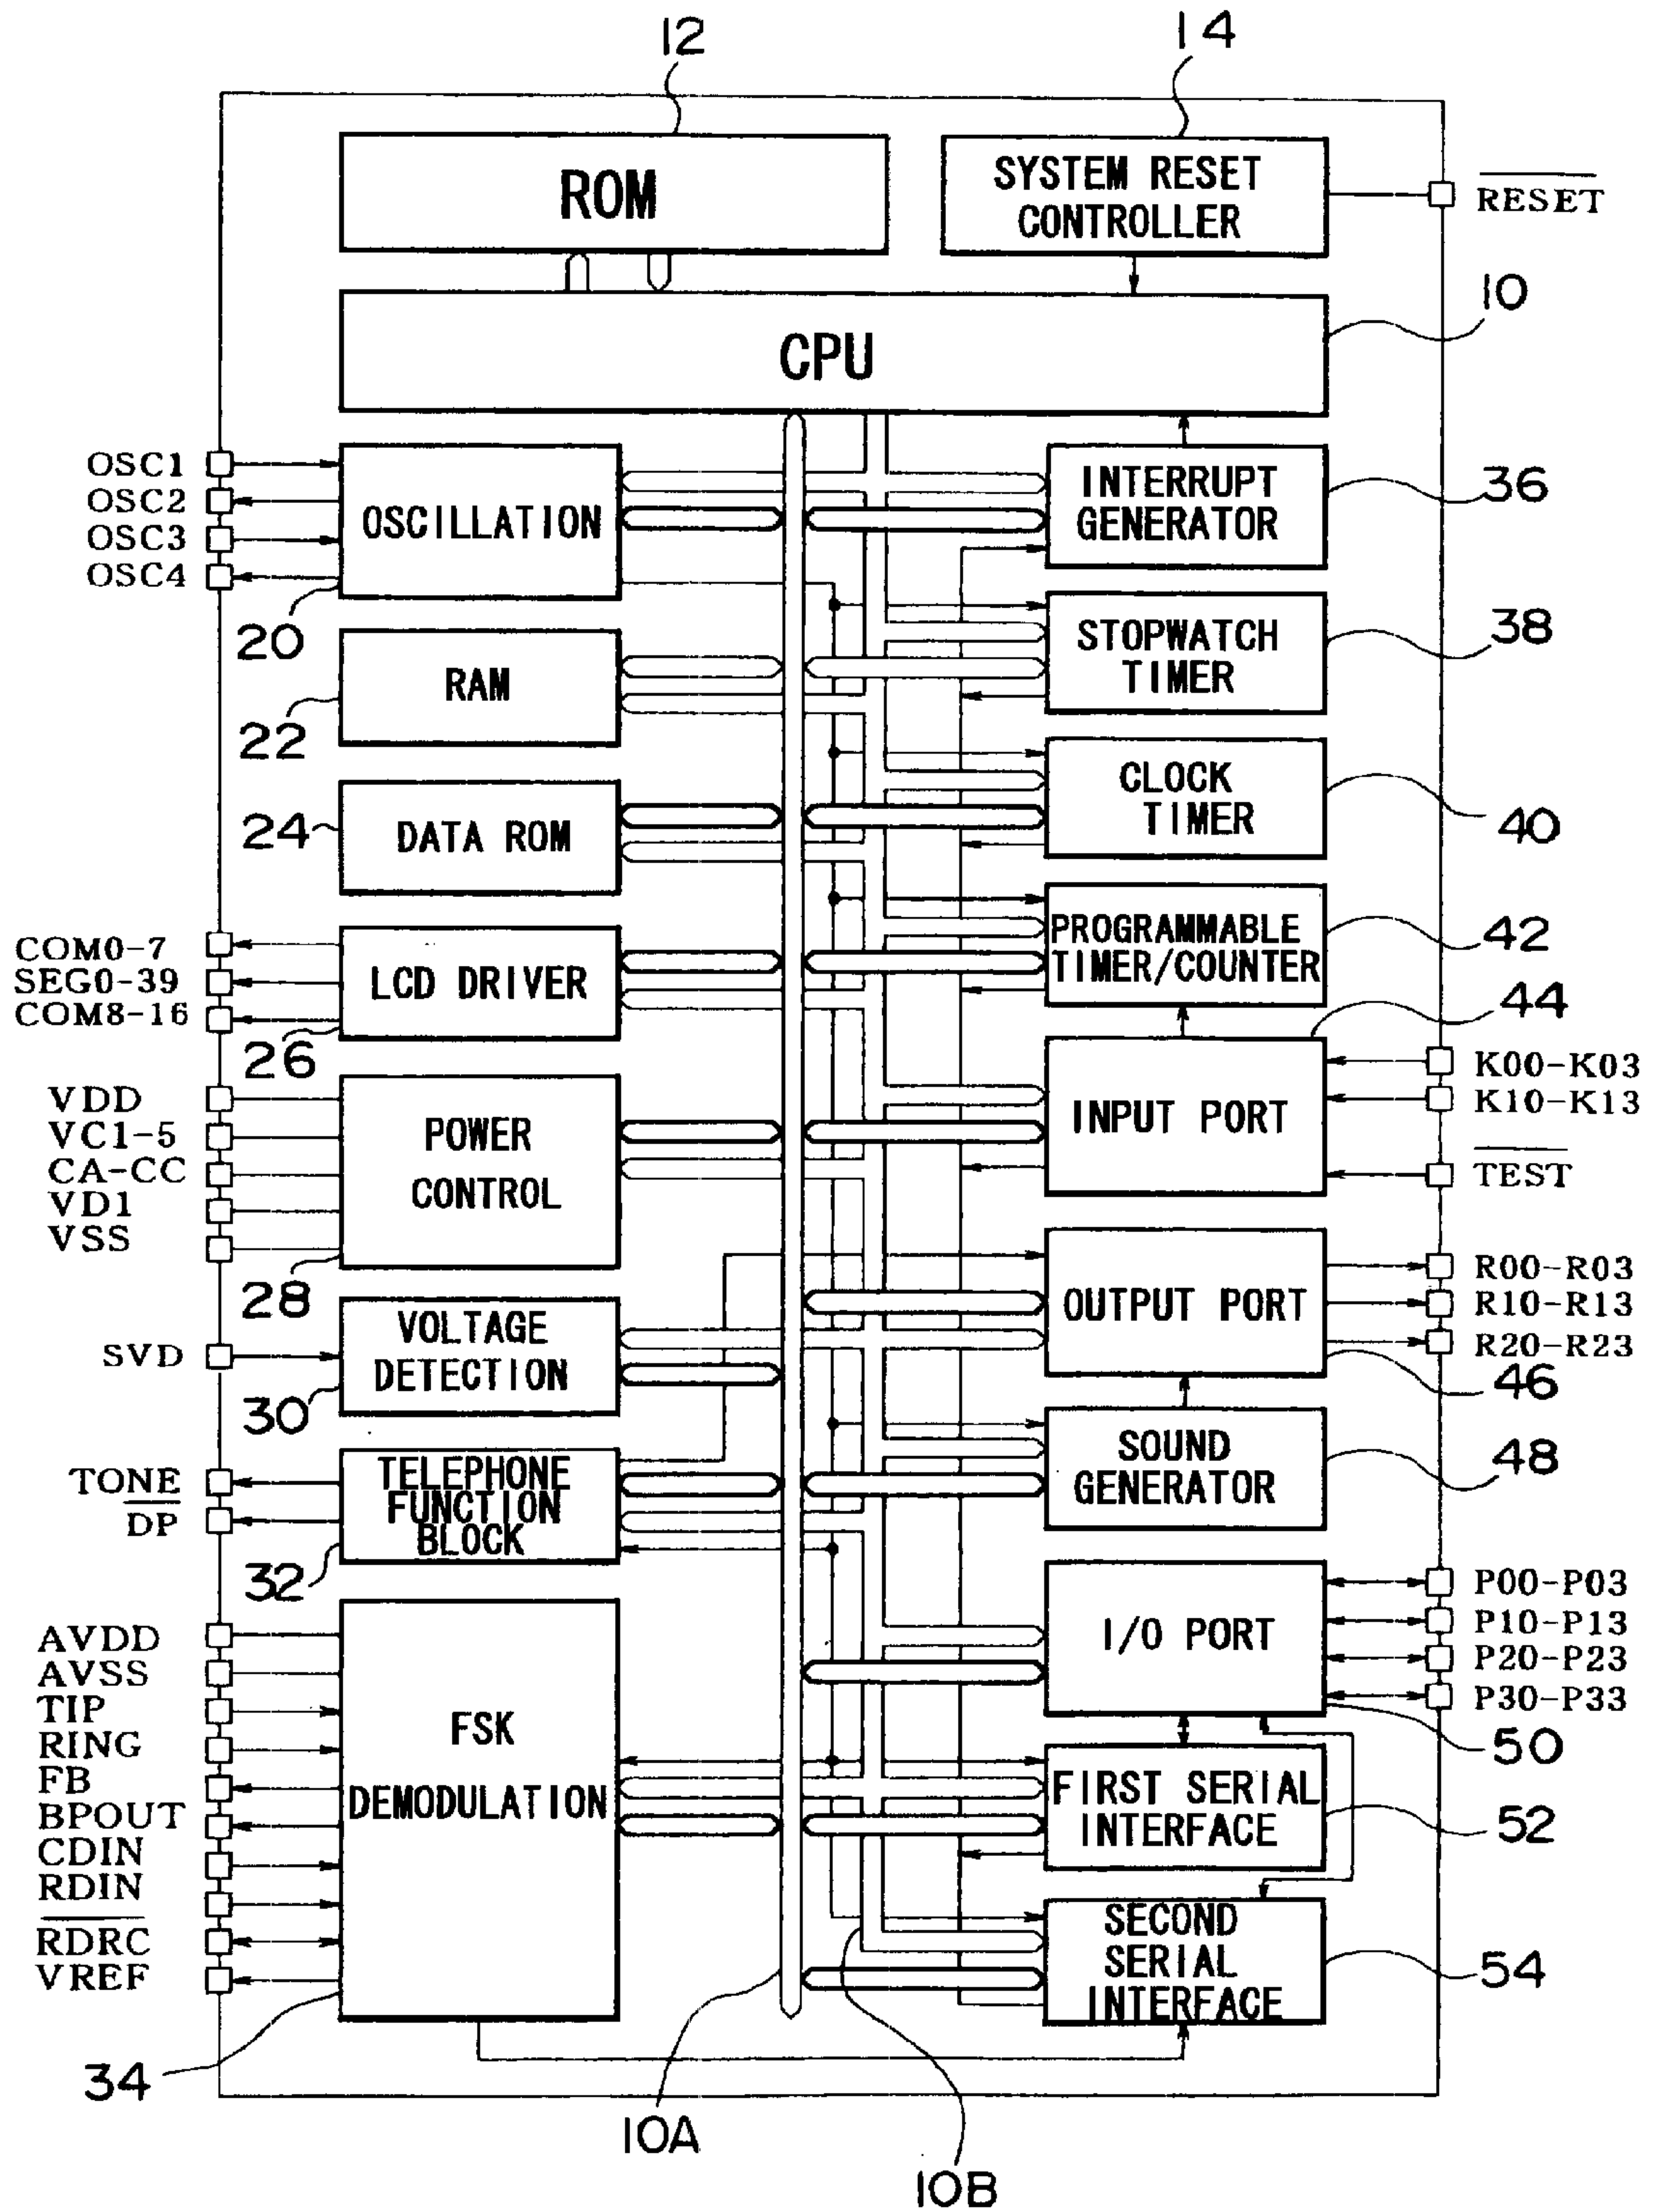 12
14
ROM
SYSTEM RESET
CONTROLLER
R̅E̅S̅E̅T̅
10
CPU
OSC1
OSC2
OSC3
OSC4
OSCILLATION
20
INTERRUPT
GENERATOR
36
RAM
22
STOPWATCH
TIMER
38
DATA ROM
24
CLOCK
TIMER
40
COM0-7
SEG0-39
COM8-16
LCD DRIVER
26
PROGRAMMABLE
TIMER/COUNTER
42
44
VDD
VC1-5
CA-CC
VD1
VSS
POWER
CONTROL
28
INPUT PORT
K00-K03
K10-K13
T̅E̅S̅T̅
SVD
VOLTAGE
DETECTION
30
OUTPUT PORT
R00-R03
R10-R13
R20-R23
46
TONE
D̅P̅
TELEPHONE
FUNCTION
BLOCK
32
SOUND
GENERATOR
48
AVDD
AVSS
TIP
RING
FB
BPOUT
CDIN
RDIN
R̅D̅R̅C̅
VREF
FSK
DEMODULATION
34
I/O PORT
P00-P03
P10-P13
P20-P23
P30-P33
50
FIRST SERIAL
INTERFACE
52
SECOND
SERIAL
INTERFACE
54
10A
10B